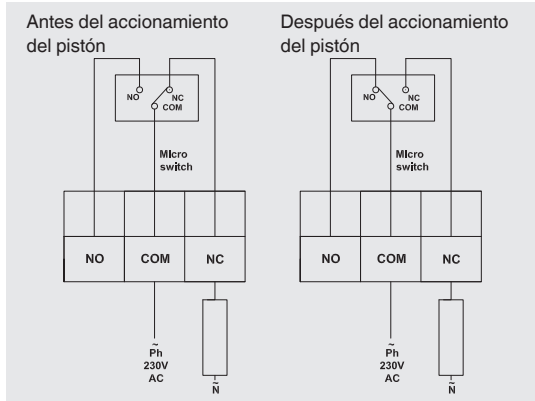 Antes del accionamiento
del pistón
NO
NC
COM
MIcro
switch
NO COM NC
~
Ph
230V
AC
~
N
Después del accionamiento
del pistón
NO
NC
COM
MIcro
switch
NO COM NC
~
Ph
230V
AC
~
N